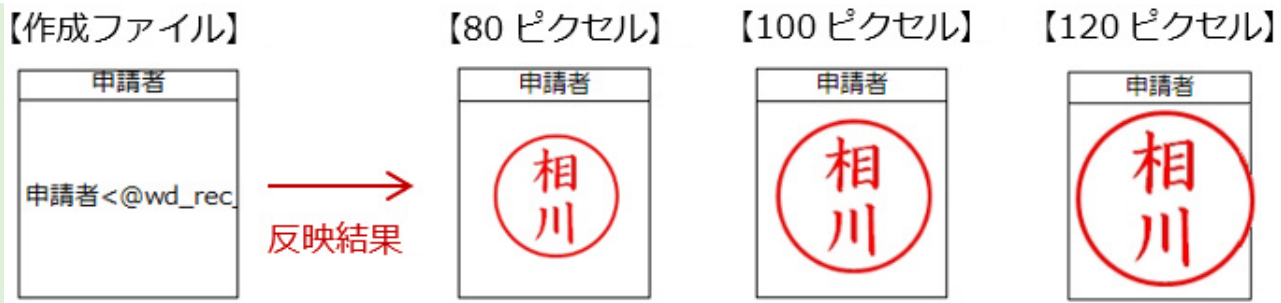 【作成ファイル】
【80 ピクセル】
【100 ピクセル】
【120 ピクセル】
申請者
申請者<@wd_rec_
反映結果
申請者
相川
申請者
相川
申請者
相川